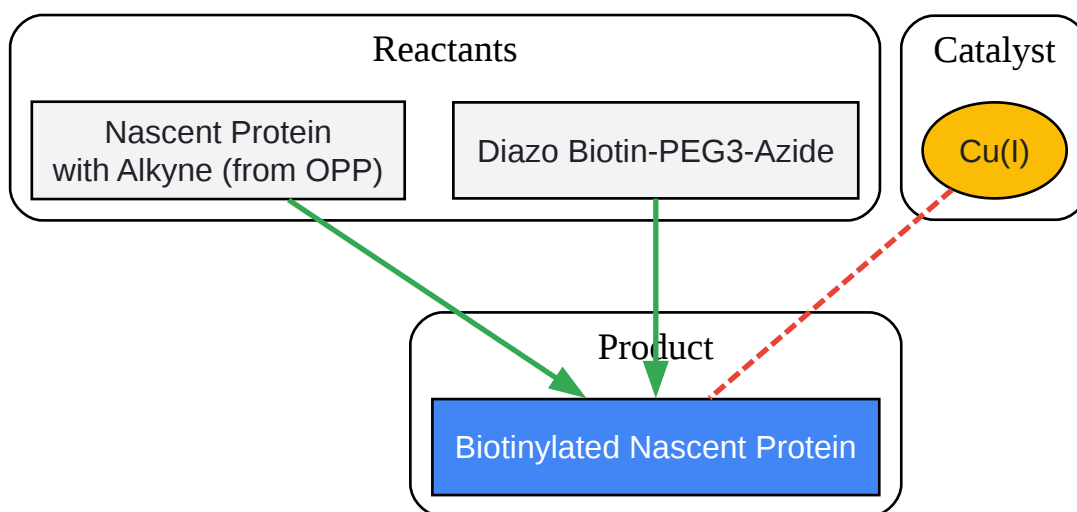 Reactants
Catalyst
Nascent Protein
with Alkyne (from OPP)
Diazo Biotin-PEG3-Azide
Cu(I)
Product
Biotinylated Nascent Protein